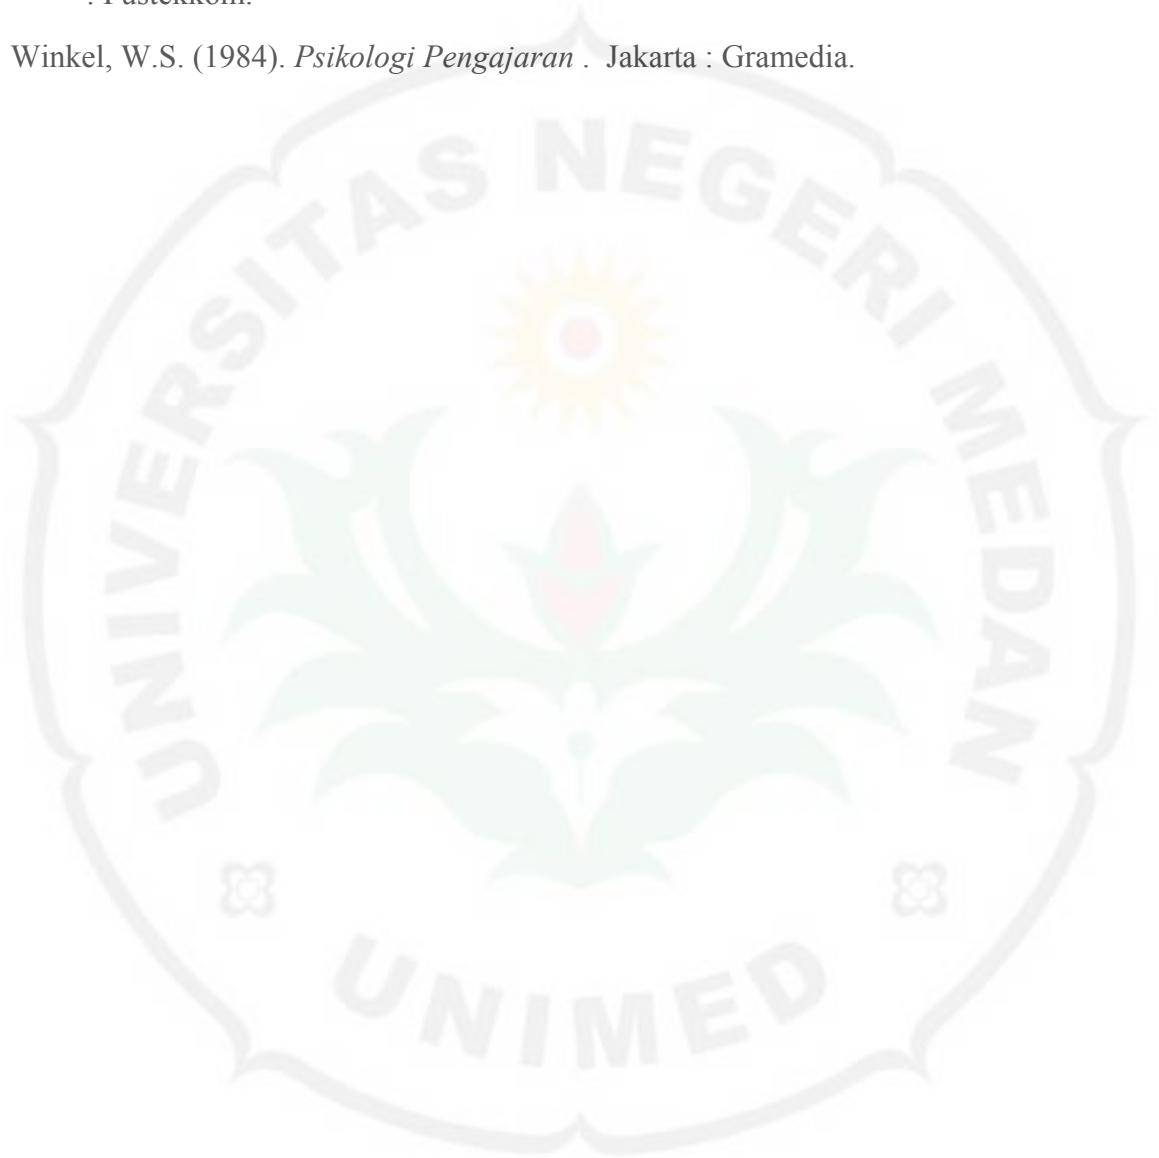 : Pustekkom.
Winkel, W.S. (1984). Psikologi Pengajaran . Jakarta : Gramedia.
UNIVERSITAS NEGERI MEDAN
UNIMED